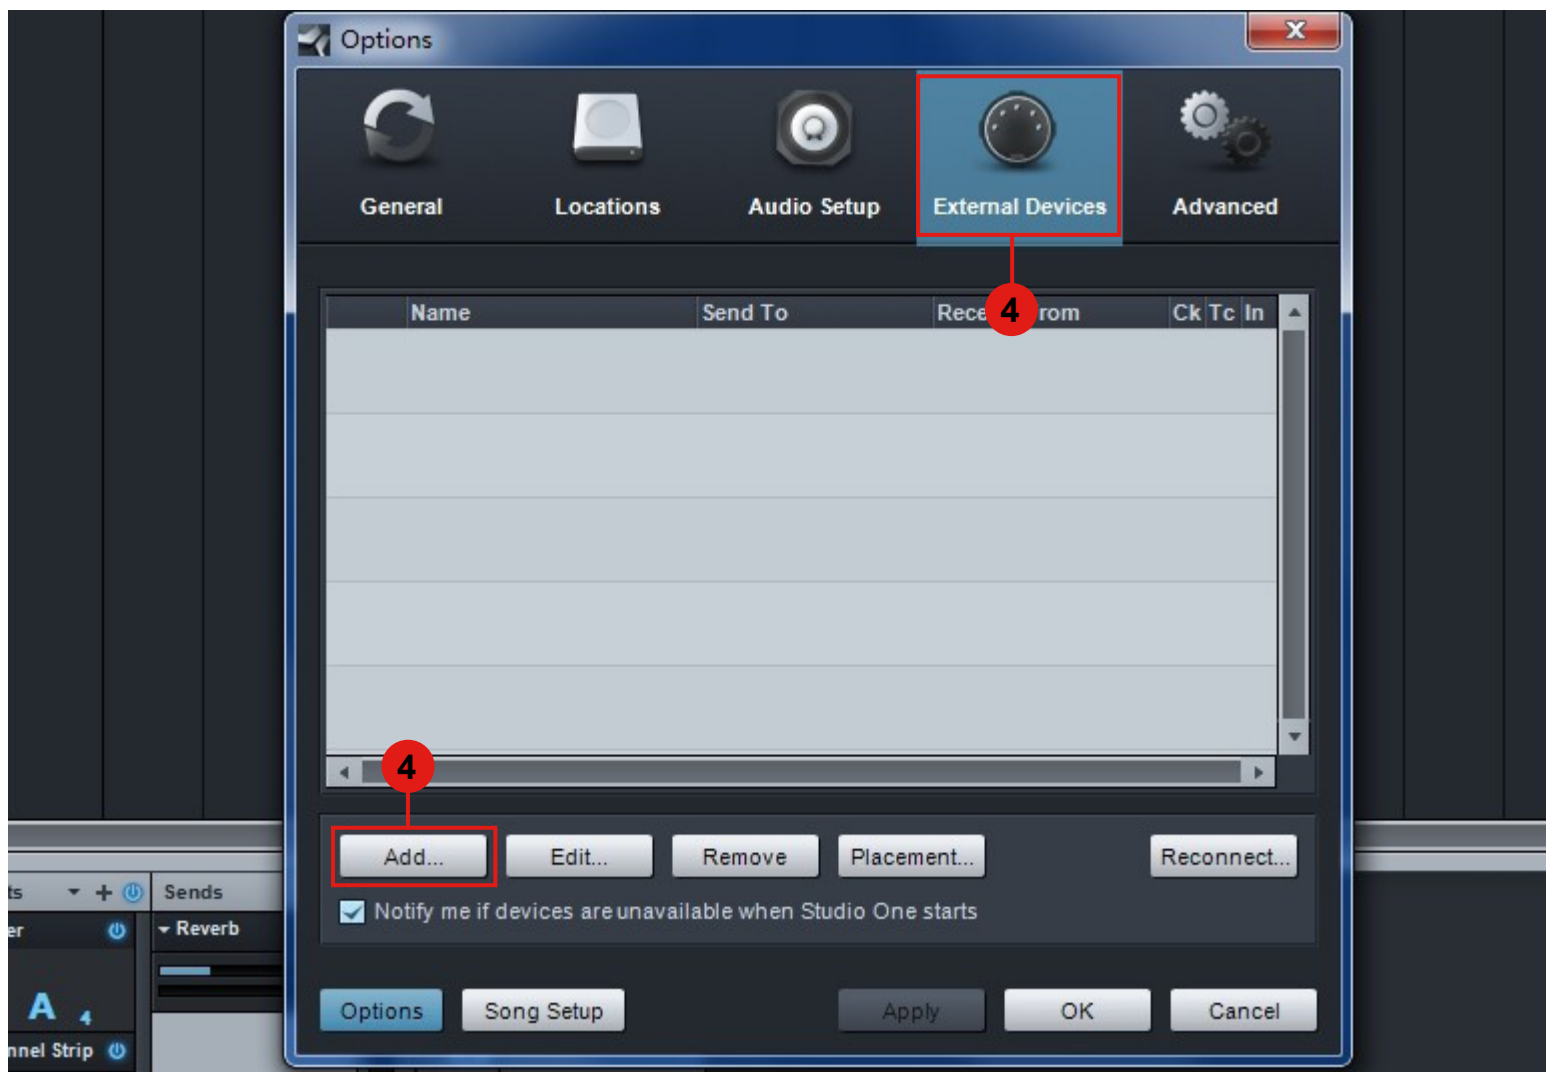 Options
General Locations Audio Setup External Devices Advanced
Name Send To Rece 4 rom Ck Tc In
4
Add... Edit... Remove Placement... Reconnect...
Notify me if devices are unavailable when Studio One starts
Options Song Setup Apply OK Cancel
ts Sends
er Reverb
A 4
nnel Strip